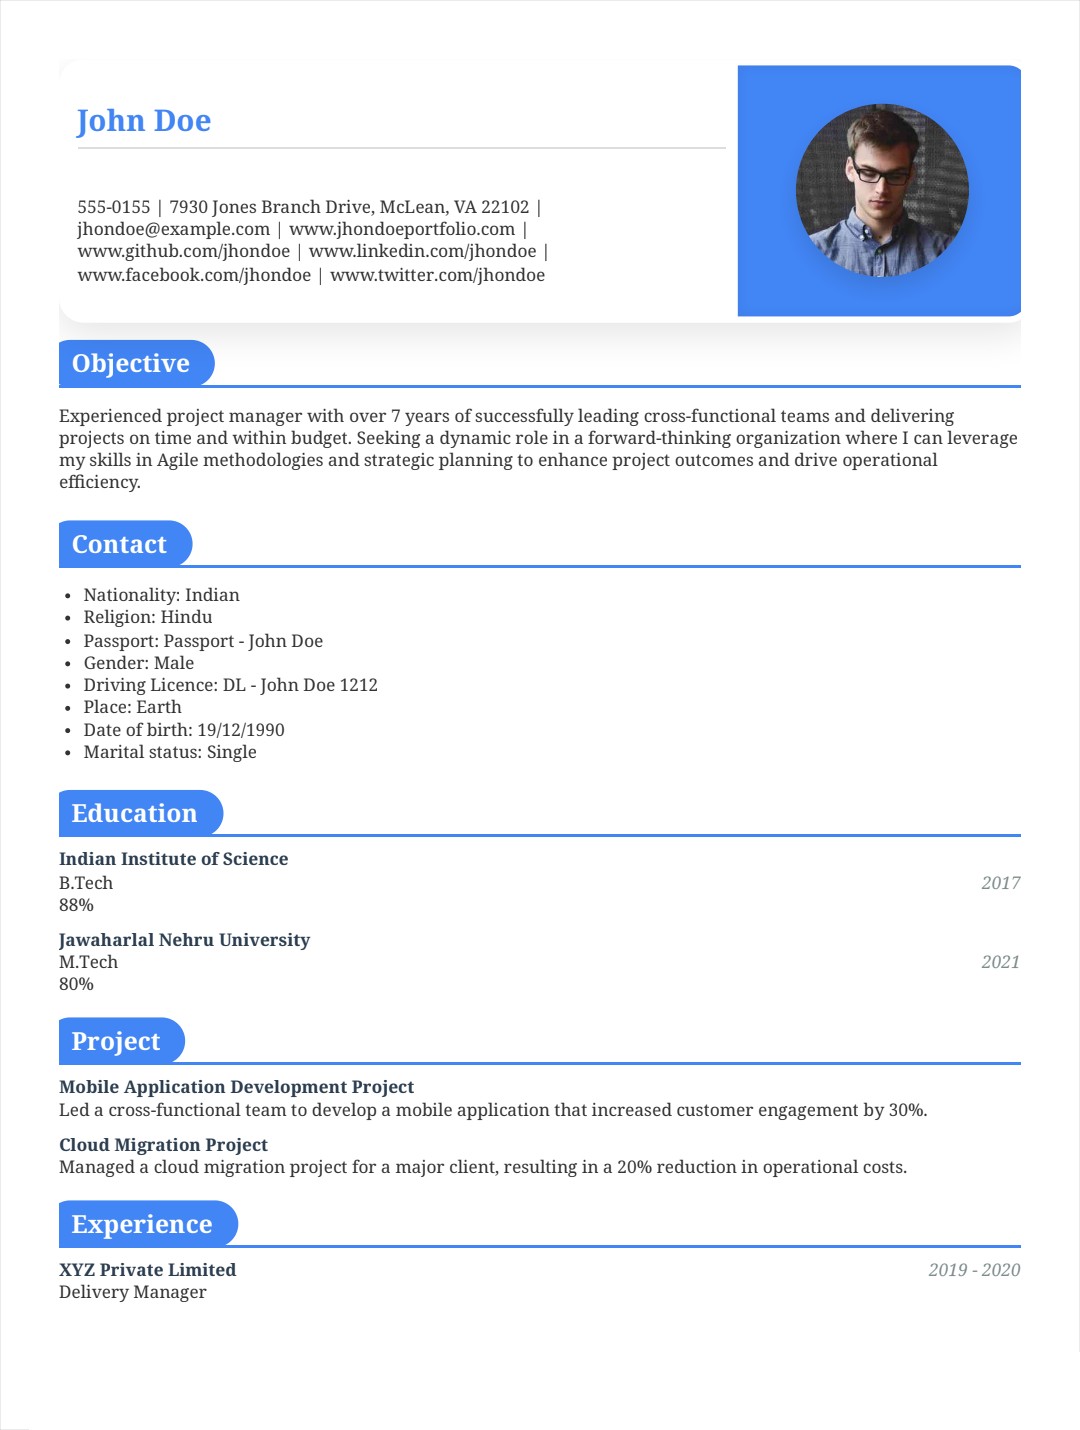 John Doe
555-0155 | 7930 Jones Branch Drive, McLean, VA 22102 |
jhondoe@example.com | www.jhondoeportfolio.com |
www.github.com/jhondoe | www.linkedin.com/jhondoe |
www.facebook.com/jhondoe | www.twitter.com/jhondoe
Objective
Experienced project manager with over 7 years of successfully leading cross-functional teams and delivering
projects on time and within budget. Seeking a dynamic role in a forward-thinking organization where I can leverage
my skills in Agile methodologies and strategic planning to enhance project outcomes and drive operational
efficiency.
Contact
• Nationality: Indian
• Religion: Hindu
• Passport: Passport - John Doe
• Gender: Male
• Driving Licence: DL - John Doe 1212
• Place: Earth
• Date of birth: 19/12/1990
• Marital status: Single
Education
Indian Institute of Science
B.Tech 2017
88%
Jawaharlal Nehru University
M.Tech 2021
80%
Project
Mobile Application Development Project
Led a cross-functional team to develop a mobile application that increased customer engagement by 30%.
Cloud Migration Project
Managed a cloud migration project for a major client, resulting in a 20% reduction in operational costs.
Experience
XYZ Private Limited 2019 - 2020
Delivery Manager